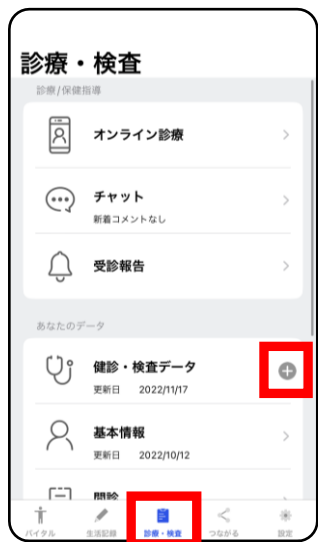 診療・検査
診療/保健指導
オンライン診療
チャット
新着コメントなし
受診報告
あなたのデータ
健診・検査データ
更新日 2022/11/17
基本情報
更新日 2022/10/12
問診
バイタル 生活記録 診療・検査 つながる 設定